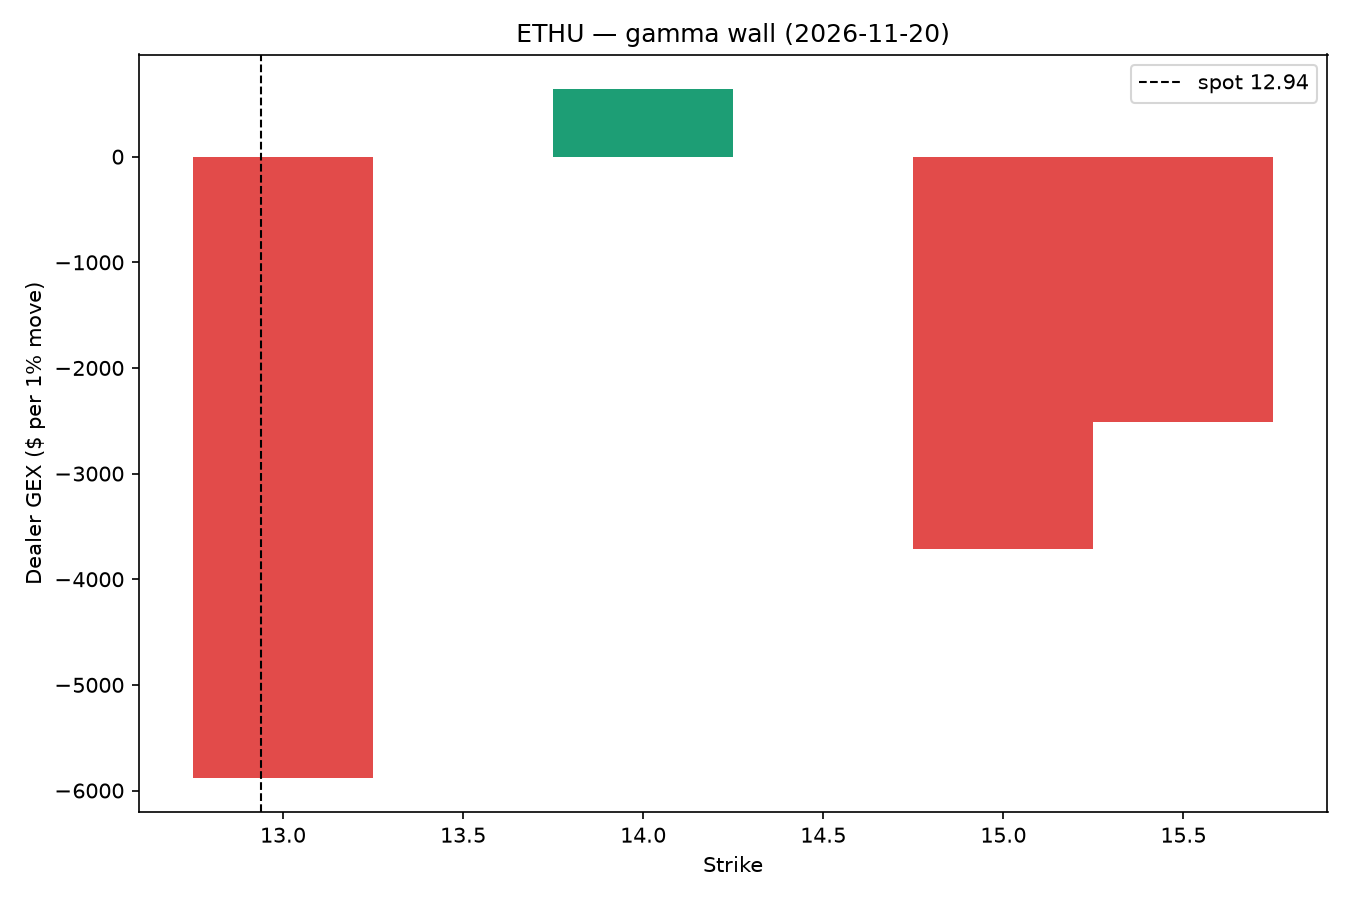 ETHU — gamma wall (2026-11-20)
spot 12.94
Dealer GEX ($ per 1% move)
0
−1000
−2000
−3000
−4000
−5000
−6000
13.0 13.5 14.0 14.5 15.0 15.5
Strike